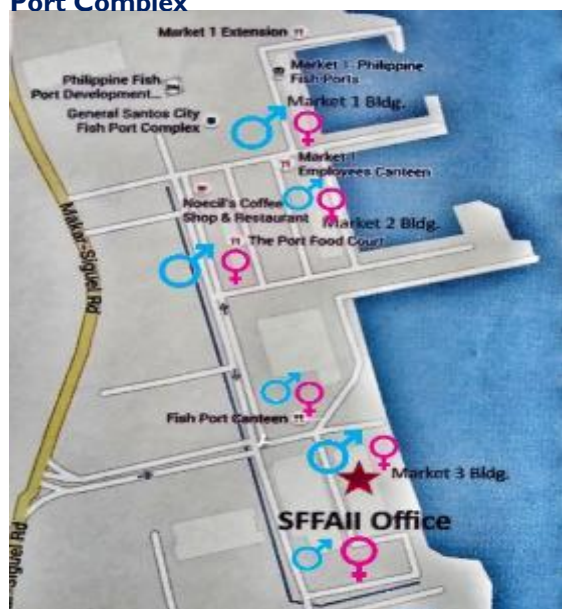 Port Complex
Market 1 Extension
Market 1- Philippine
Fish Ports
Philippine Fish
Port Development...
Market 1 Bldg.
General Santos City
Fish Port Complex
Market 1
Employees Canteen
Noecil's Coffee
Shop & Restaurant
Market 2 Bldg.
The Port Food Court
Makar-Siguel Rd
Fish Port Canteen
Market 3 Bldg.
SFFAII Office
Siguel Rd